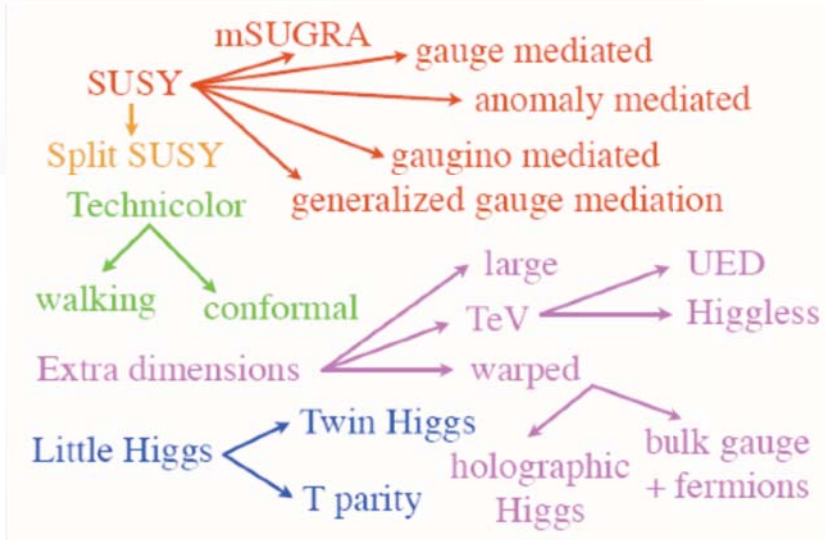 mSUGRA
gauge mediated
SUSY
anomaly mediated
Split SUSY
gaugino mediated
generalized gauge mediation
Technicolor
walking
conformal
large
UED
TeV
Higgless
Extra dimensions
warped
Little Higgs
Twin Higgs
T parity
holographic
Higgs
bulk gauge
+ fermions